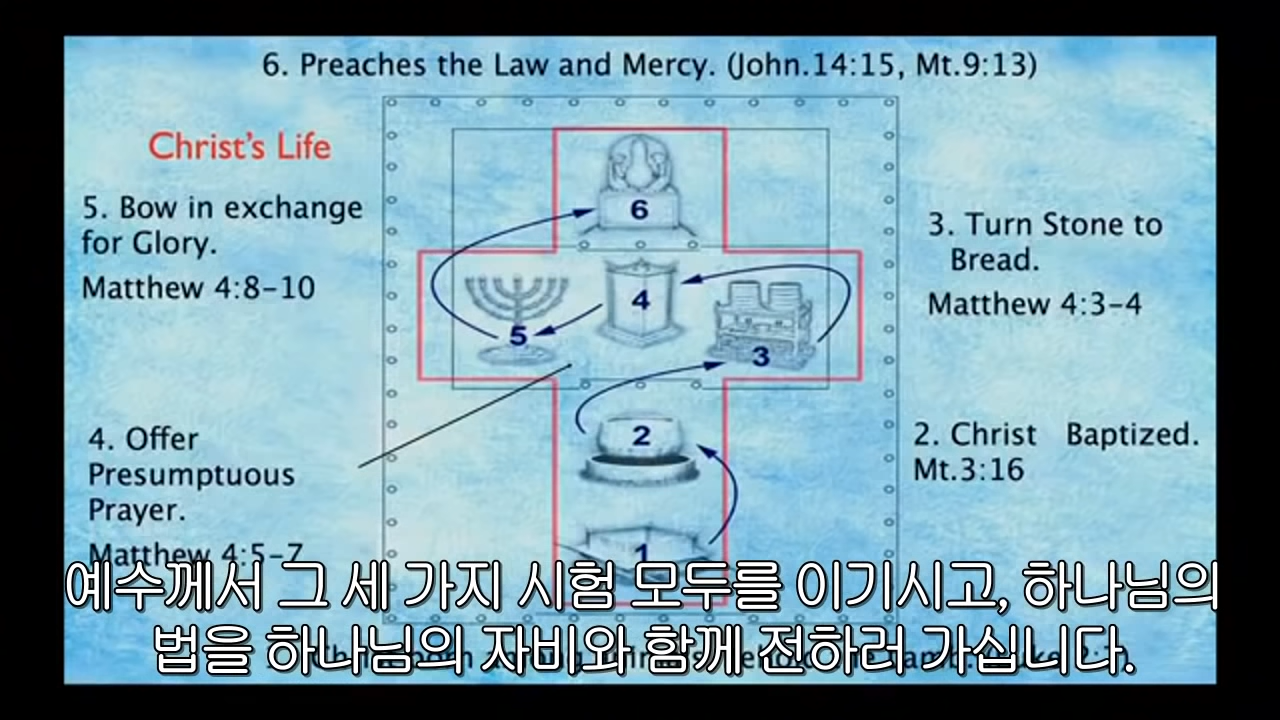 6. Preaches the Law and Mercy. (John.14:15, Mt.9:13)
Christ's Life
5. Bow in exchange
for Glory.
Matthew 4:8-10
3. Turn Stone to
Bread.
Matthew 4:3-4
6
4
5
3
2
1
4. Offer
Presumptuous
Prayer.
Matthew 4:5-7
2. Christ Baptized.
Mt.3:16
예수께서 그 세 가지 시험 모두를 이기시고, 하나님의
법을 하나님의 자비와 함께 전하러 가십니다.